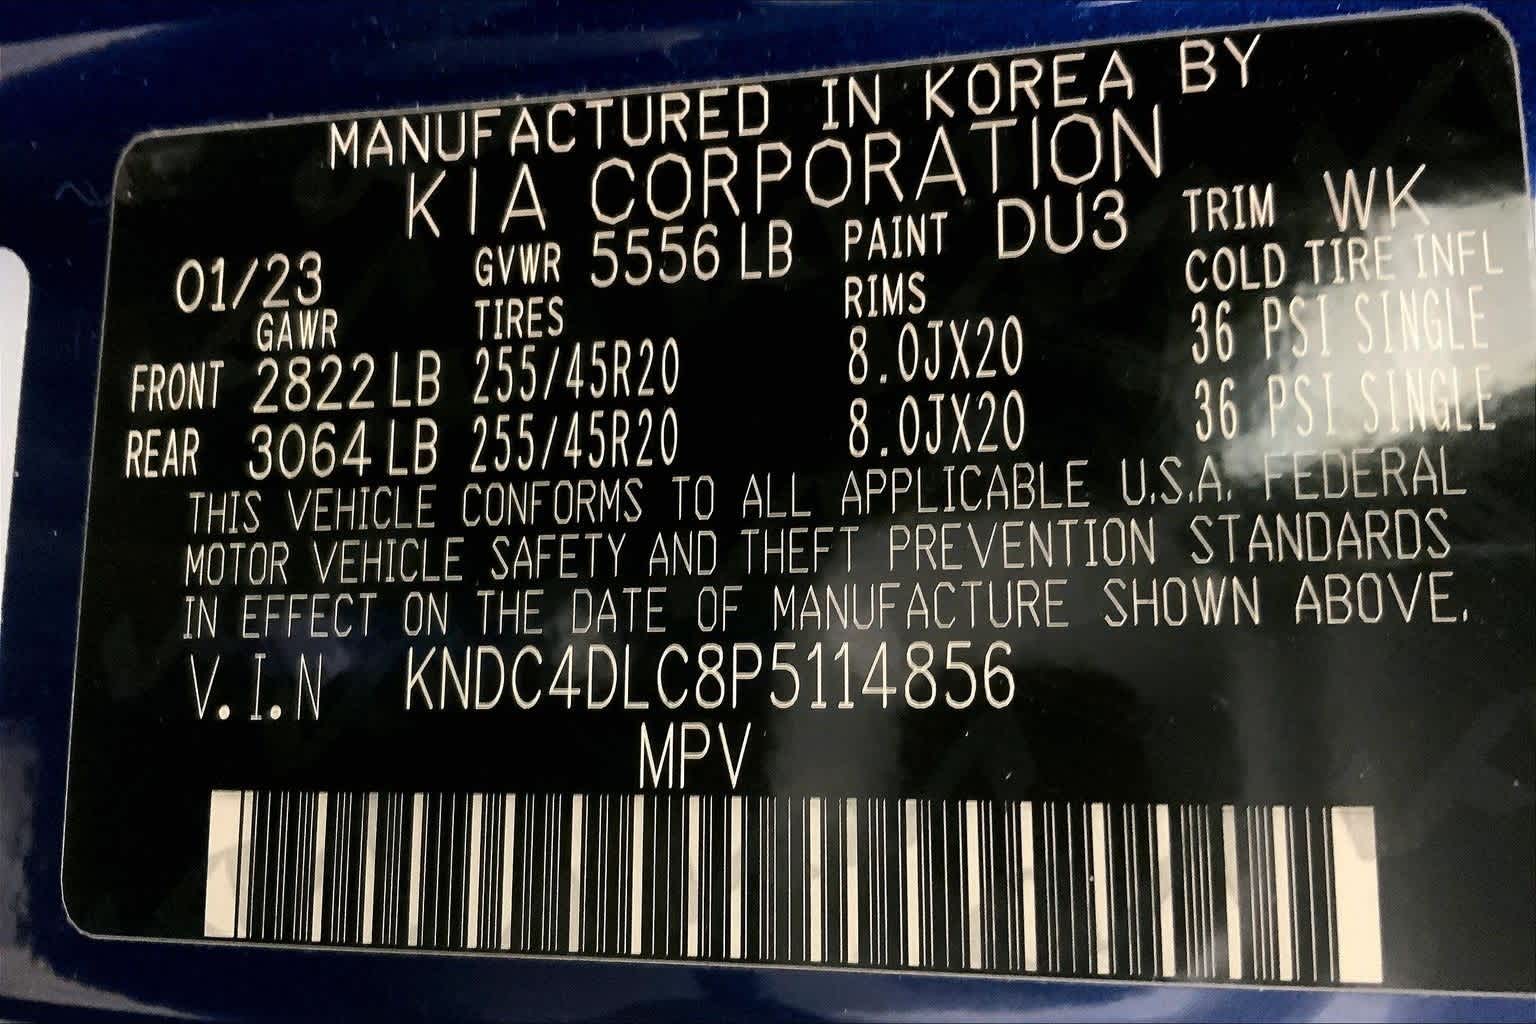 MANUFACTURED IN KOREA BY
KIA CORPORATION
01/23 GVWR 5556 LB PAINT DU3 TRIM WK
GAWR TIRES RIMS COLD TIRE INFL
FRONT 2822 LB 255/45R20 8.0JX20 36 PSI SINGLE
REAR 3064 LB 255/45R20 8.0JX20 36 PSI SINGLE
THIS VEHICLE CONFORMS TO ALL APPLICABLE U.S.A. FEDERAL
MOTOR VEHICLE SAFETY AND THEFT PREVENTION STANDARDS
IN EFFECT ON THE DATE OF MANUFACTURE SHOWN ABOVE.
V.I.N KNDC4DLC8P5114856
MPV